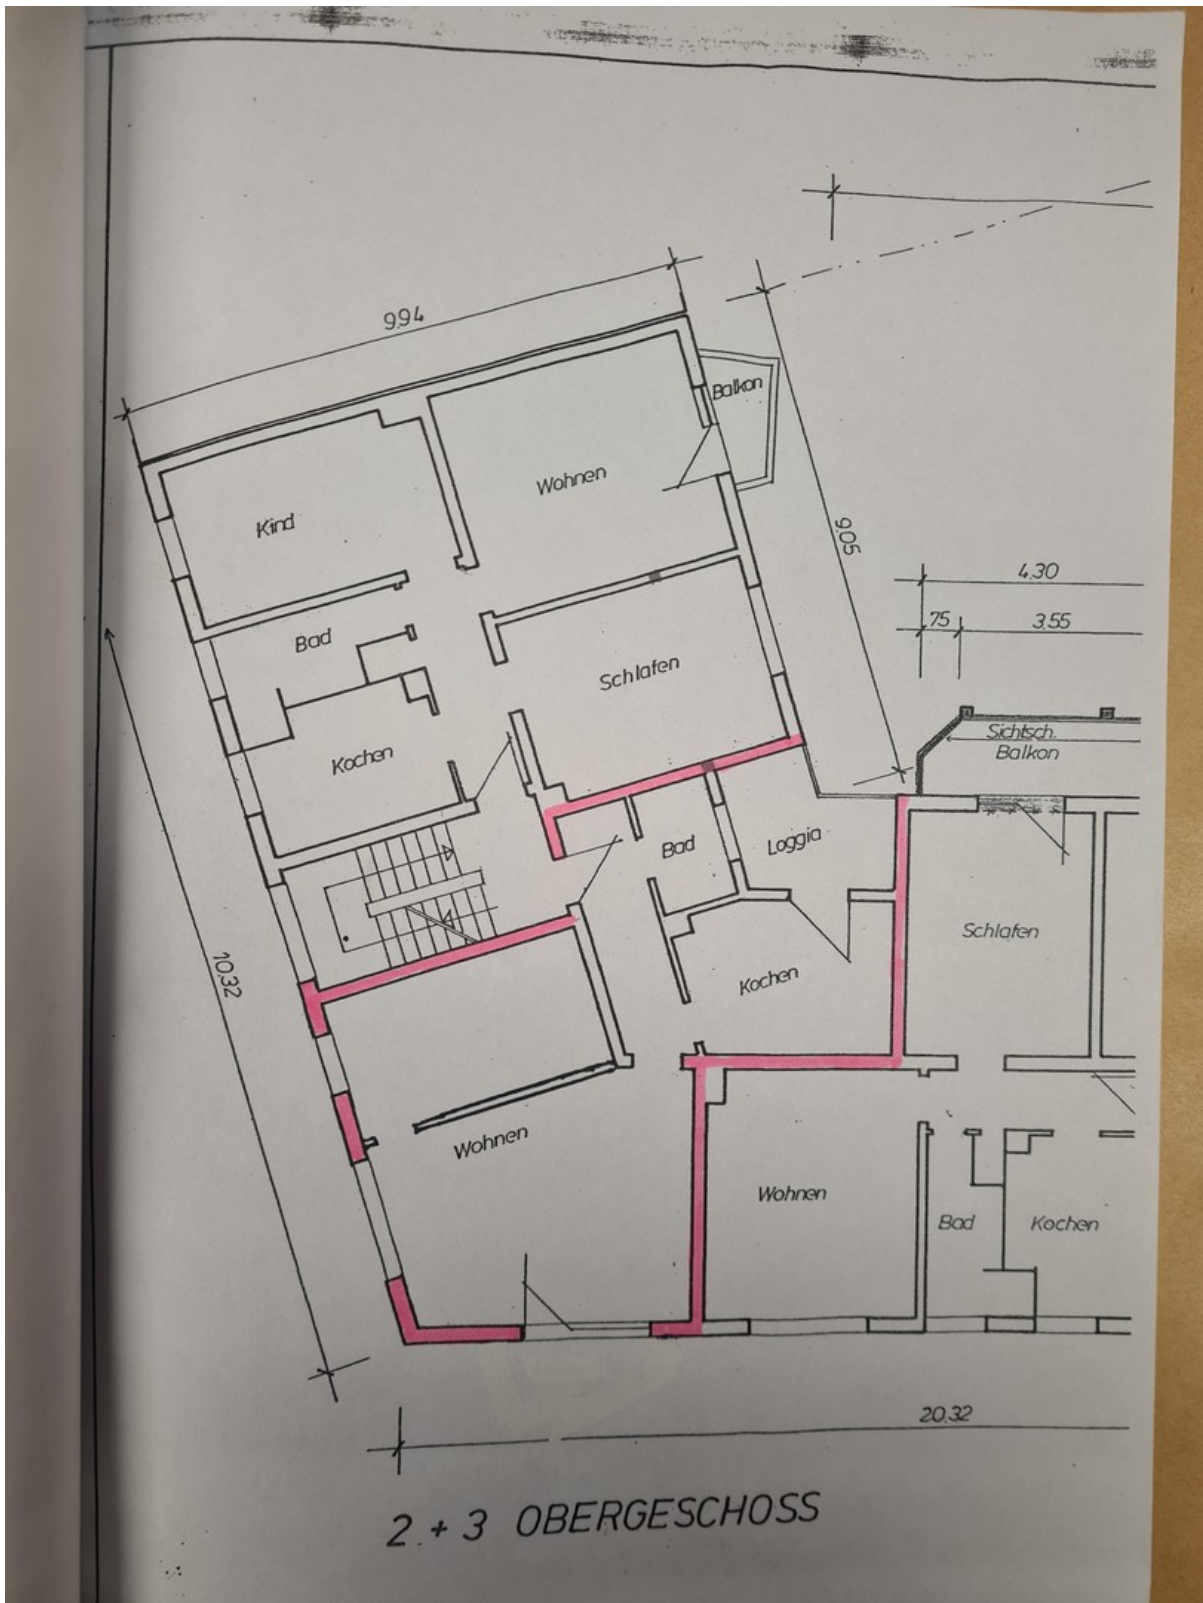 9.94
Balkon
Wohnen
Kind
9.05
4.30
75
3.55
Bad
Schlafen
Sichtsch.
Balkon
Kochen
Bad
Loggia
Schlafen
10.32
Kochen
Wohnen
Wohnen
Bad
Kochen
20.32
2.+3 OBERGESCHOSS